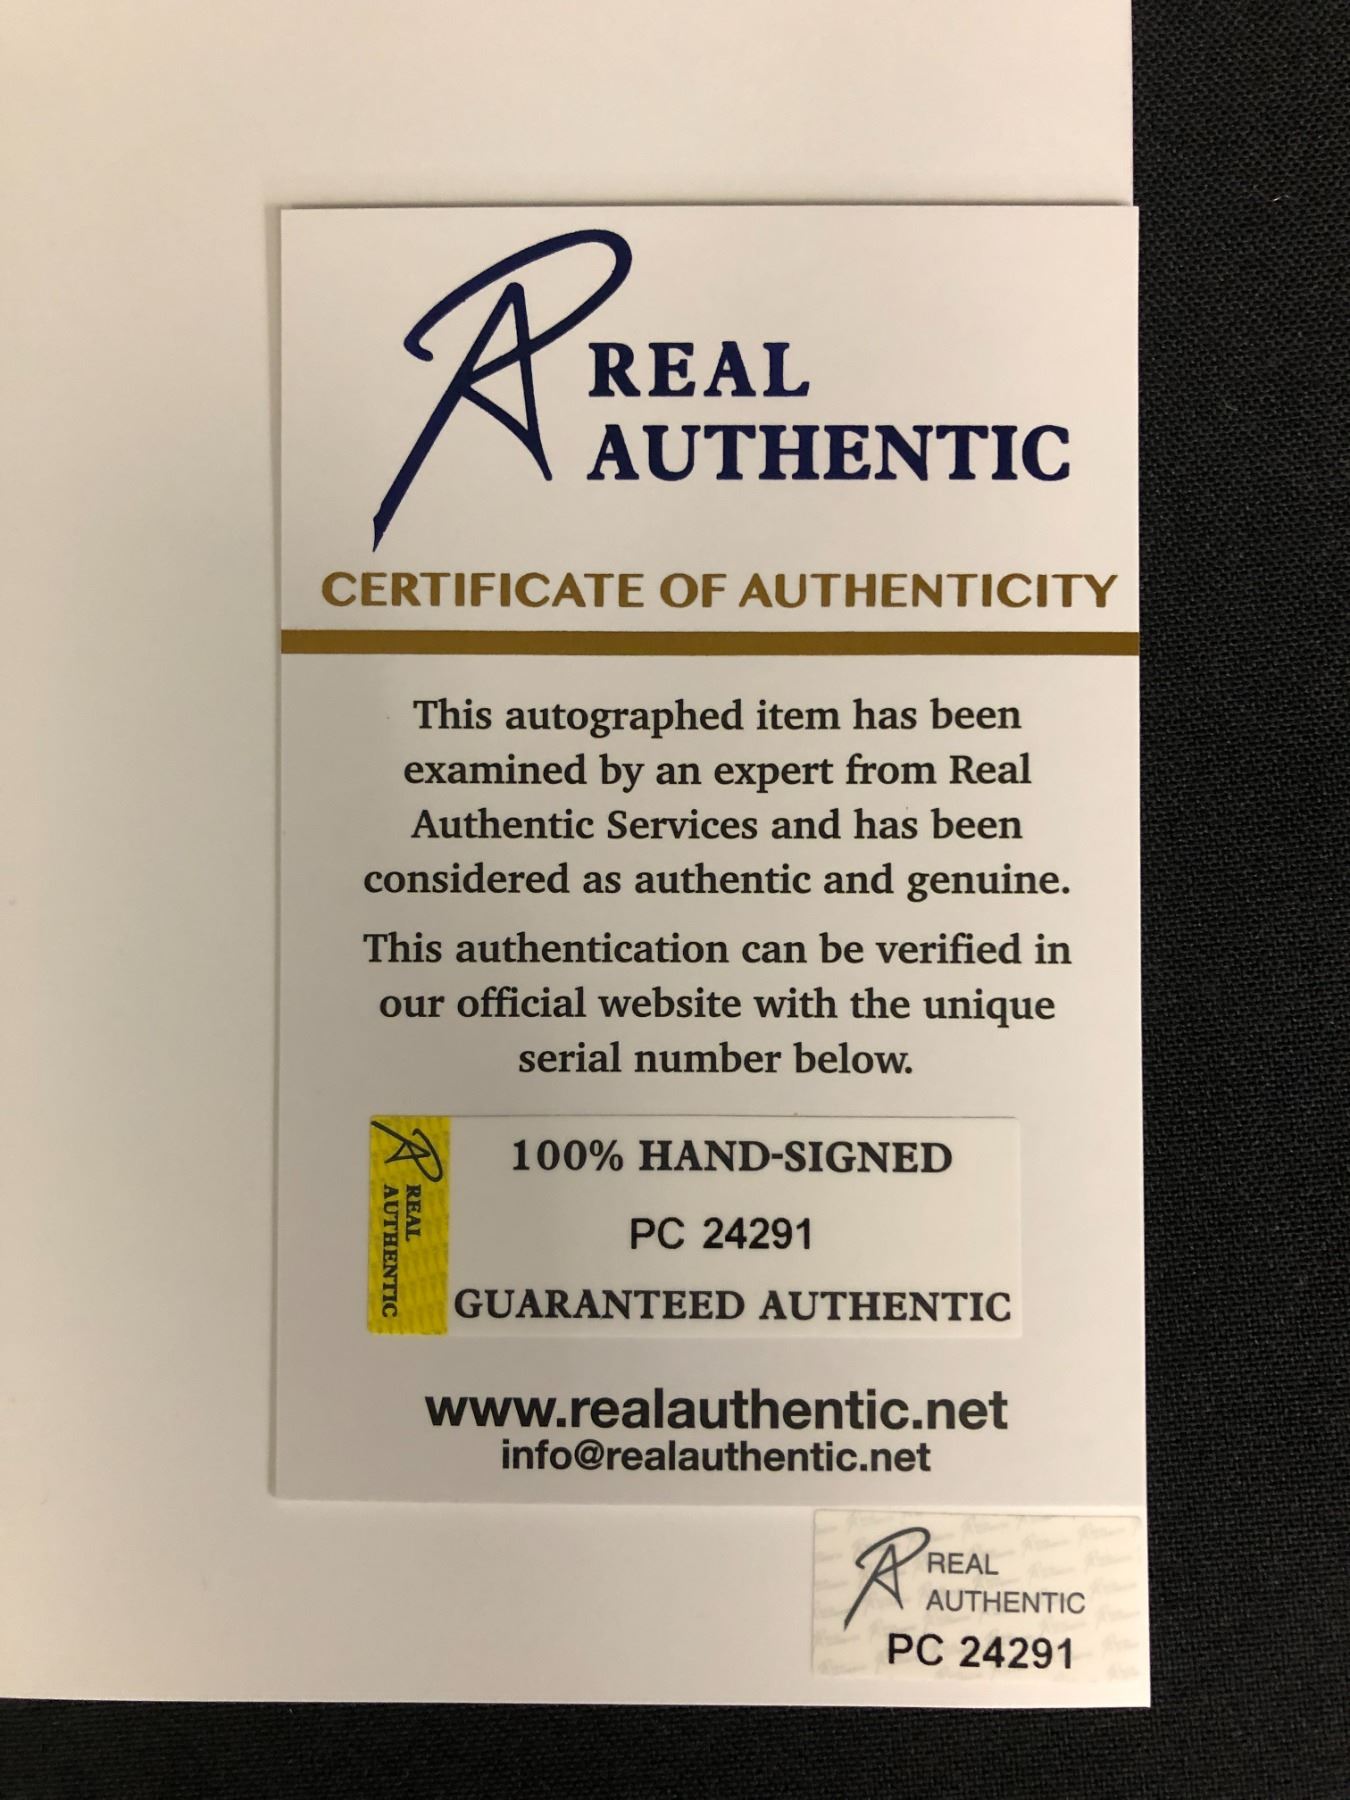 REAL
AUTHENTIC
CERTIFICATE OF AUTHENTICITY
This autographed item has been
examined by an expert from Real
Authentic Services and has been
considered as authentic and genuine.
This authentication can be verified in
our official website with the unique
serial number below.
REAL
AUTHENTIC
100% HAND-SIGNED
PC 24291
GUARANTEED AUTHENTIC
www.realauthentic.net
info@realauthentic.net
REAL
AUTHENTIC
PC 24291